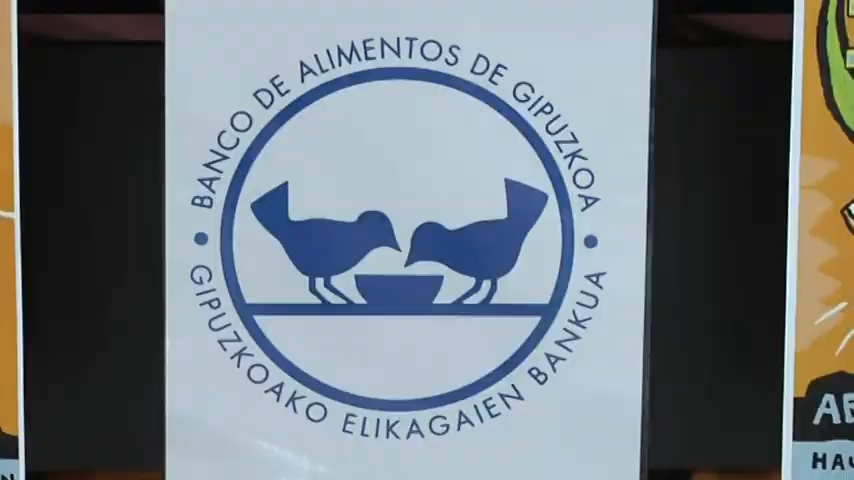 BANCO DE ALIMENTOS DE GIPUZKOA
GIPUZKOAKO ELIKAGAIEN BANKUA